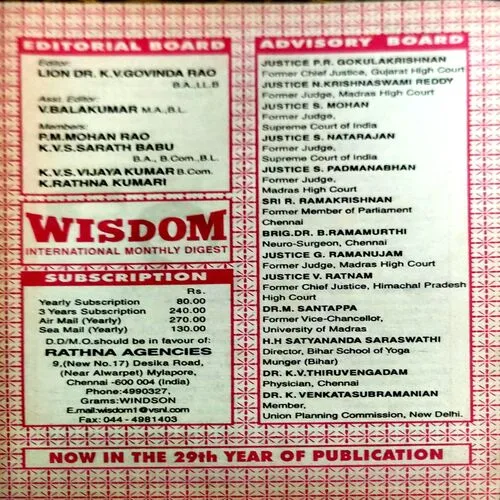 EDITORIAL BOARD
Editor:
LION DR. K.V.GOVINDA RAO
B.A.,LL.B
Asst. Editor:
V.BALAKUMAR M.A.,B.L.
Members:
P.M.MOHAN RAO
K.V.S.SARATH BABU
B.A., B.Com.,B.L.
K.V.S.VIJAYA KUMAR B.Com.
K.RATHNA KUMARI
WISDOM
INTERNATIONAL MONTHLY DIGEST
SUBSCRIPTION
Rs.
Yearly Subscription 80.00
3 Years Subscription 240.00
Air Mail (Yearly) 270.00
Sea Mail (Yearly) 130.00
D.D/M.O.should be in favour of:
RATHNA AGENCIES
9,(New No.17) Desika Road,
(Near Alwarpet) Mylapore,
Chennai -600 004 (India)
Phone:4990327,
Grams:WINDSON
E.mail:wisdom1@vsnl.com
Fax: 044 - 4981403
ADVISORY BOARD
JUSTICE P.R. GOKULAKRISHNAN
Former Chief Justice, Gujarat High Court
JUSTICE N.KRISHNASWAMI REDDY
Former Judge, Madras High Court
JUSTICE S. MOHAN
Former Judge,
Supreme Court of India
JUSTICE S. NATARAJAN
Former Judge,
Supreme Court of India
JUSTICE S. PADMANABHAN
Former Judge,
Madras High Court
SRI R. RAMAKRISHNAN
Former Member of Parliament
Chennai
BRIG.DR. B.RAMAMURTHI
Neuro-Surgeon, Chennai
JUSTICE G. RAMANUJAM
Former Judge, Madras High Court
JUSTICE V. RATNAM
Former Chief Justice, Himachal Pradesh
High Court
DR.M. SANTAPPA
Former Vice-Chancellor,
University of Madras
H.H SATYANANDA SARASWATHI
Director, Bihar School of Yoga
Munger (Bihar)
DR. K.V.THIRUVENGADAM
Physician, Chennai
DR. K. VENKATASUBRAMANIAN
Member,
Union Planning Commission, New Delhi.
NOW IN THE 29th YEAR OF PUBLICATION